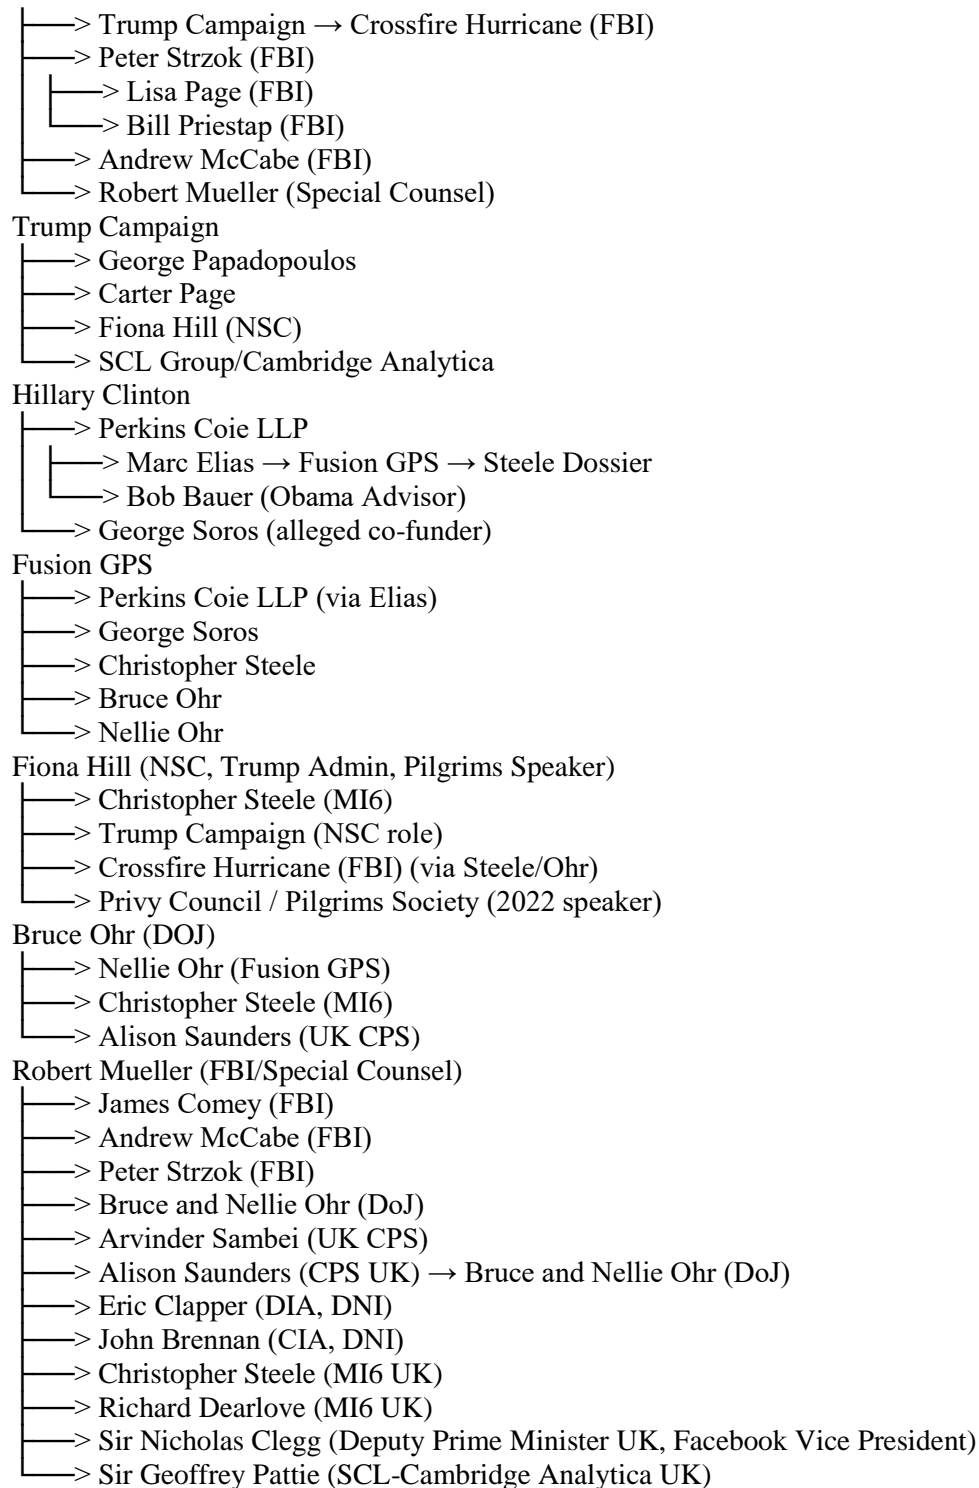 ├──> Trump Campaign → Crossfire Hurricane (FBI)
├──> Peter Strzok (FBI)
│ ├──> Lisa Page (FBI)
│ └──> Bill Priestap (FBI)
├──> Andrew McCabe (FBI)
└──> Robert Mueller (Special Counsel)
Trump Campaign
├──> George Papadopoulos
├──> Carter Page
├──> Fiona Hill (NSC)
└──> SCL Group/Cambridge Analytica
Hillary Clinton
├──> Perkins Coie LLP
│ ├──> Marc Elias → Fusion GPS → Steele Dossier
│ └──> Bob Bauer (Obama Advisor)
└──> George Soros (alleged co-funder)
Fusion GPS
├──> Perkins Coie LLP (via Elias)
├──> George Soros
├──> Christopher Steele
├──> Bruce Ohr
└──> Nellie Ohr
Fiona Hill (NSC, Trump Admin, Pilgrims Speaker)
├──> Christopher Steele (MI6)
├──> Trump Campaign (NSC role)
├──> Crossfire Hurricane (FBI) (via Steele/Ohr)
└──> Privy Council / Pilgrims Society (2022 speaker)
Bruce Ohr (DOJ)
├──> Nellie Ohr (Fusion GPS)
├──> Christopher Steele (MI6)
└──> Alison Saunders (UK CPS)
Robert Mueller (FBI/Special Counsel)
├──> James Comey (FBI)
├──> Andrew McCabe (FBI)
├──> Peter Strzok (FBI)
├──> Bruce and Nellie Ohr (DoJ)
├──> Arvinder Sambei (UK CPS)
├──> Alison Saunders (CPS UK) → Bruce and Nellie Ohr (DoJ)
├──> Eric Clapper (DIA, DNI)
├──> John Brennan (CIA, DNI)
├──> Christopher Steele (MI6 UK)
├──> Richard Dearlove (MI6 UK)
├──> Sir Nicholas Clegg (Deputy Prime Minister UK, Facebook Vice President)
└──> Sir Geoffrey Pattie (SCL-Cambridge Analytica UK)